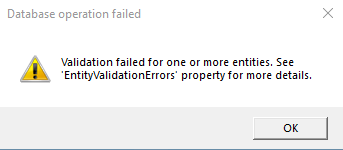 Database operation failed
Validation failed for one or more entities. See
'EntityValidationErrors' property for more details.
OK